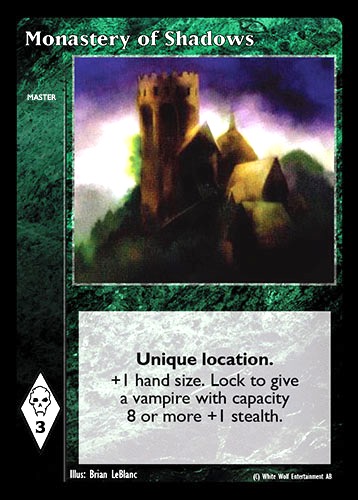 Monastery of Shadows
MASTER
Unique location.
+1 hand size. Lock to give
a vampire with capacity
8 or more +1 stealth.
3
Illus: Brian LeBlanc
(C) White Wolf Entertainment AB